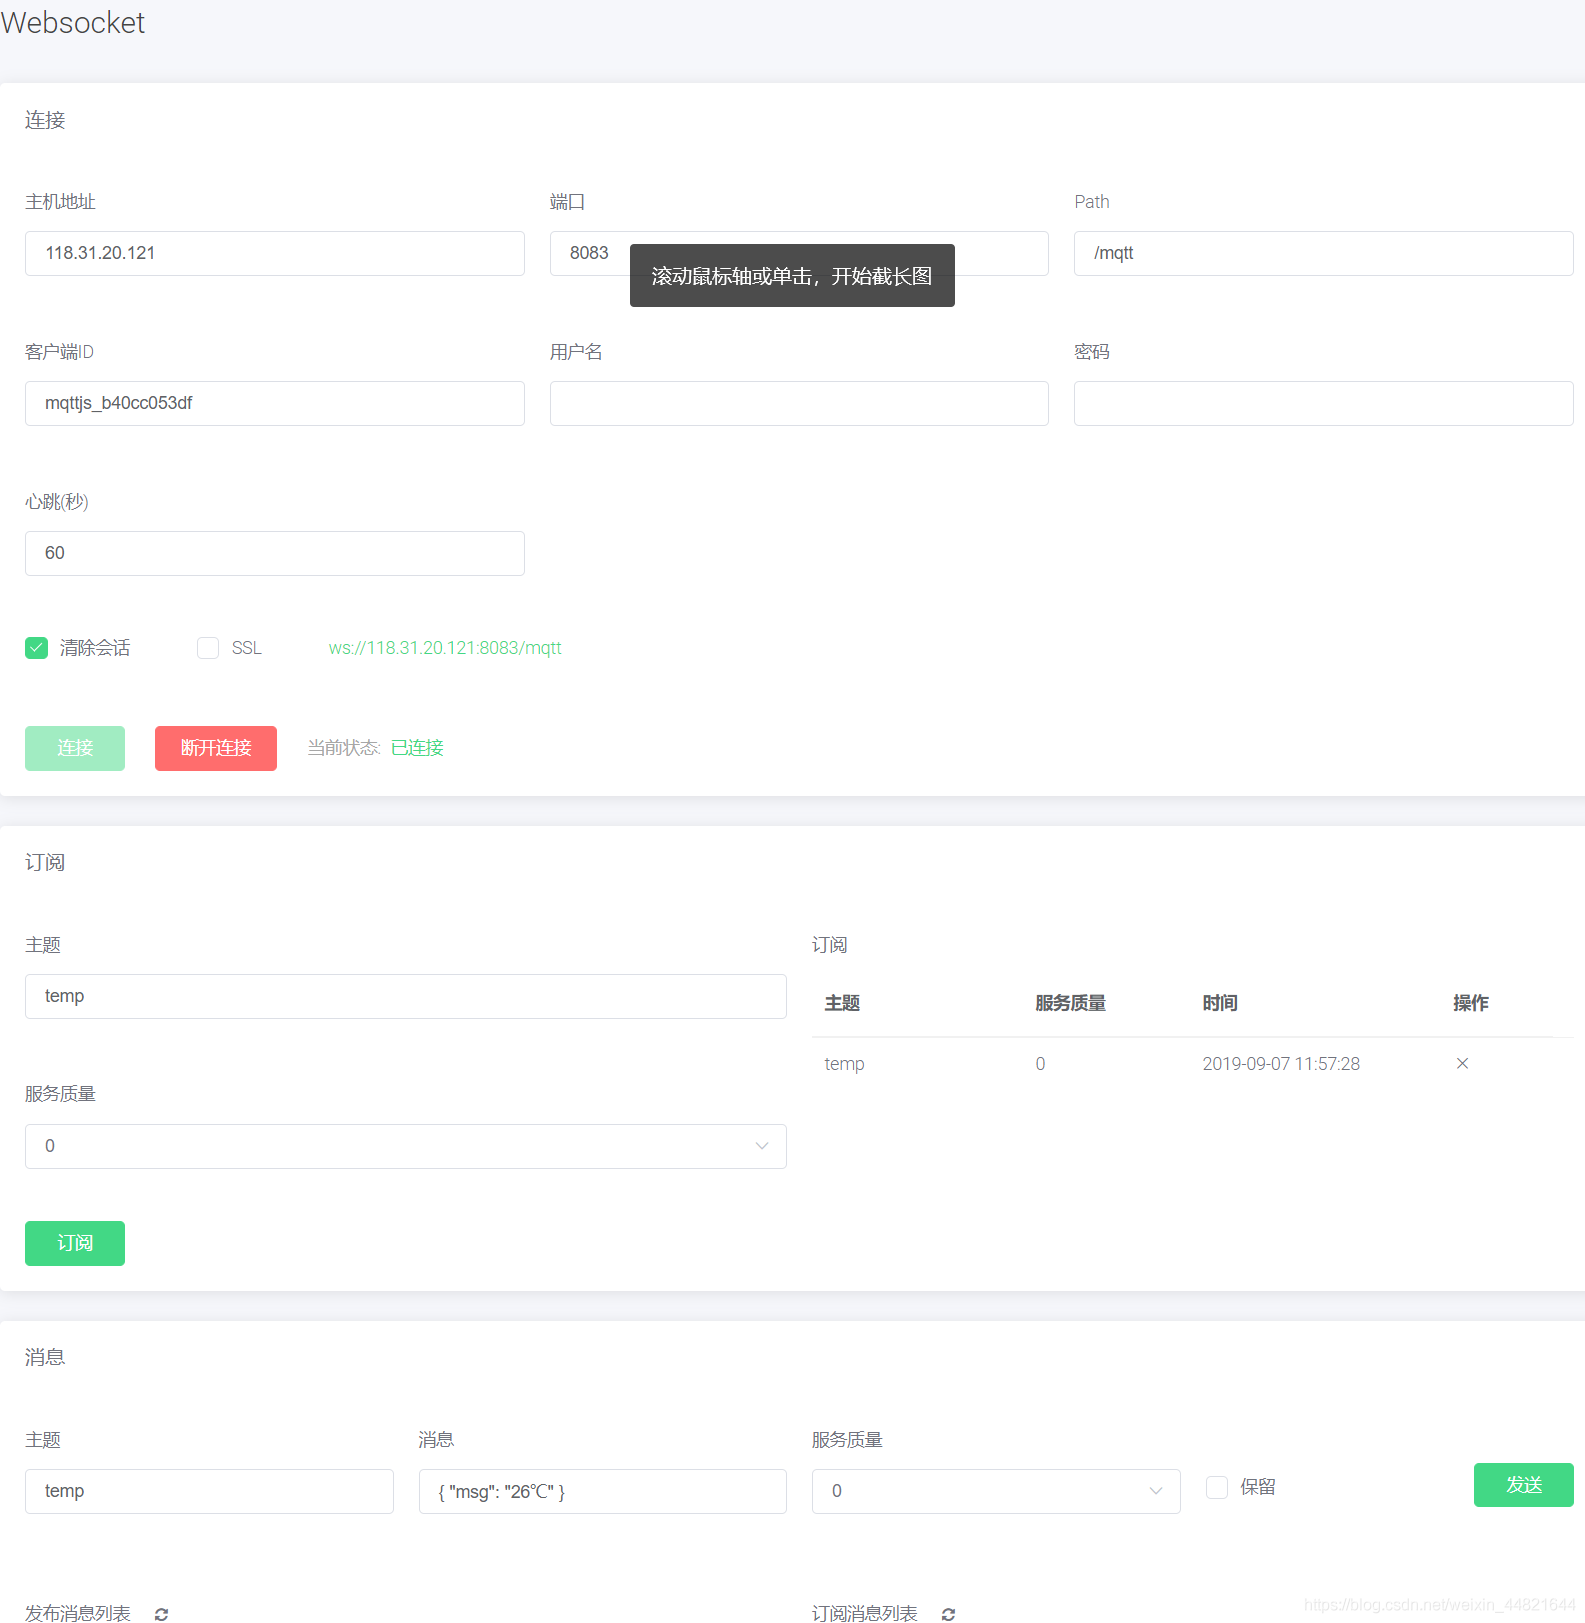 Websocket
连接
主机地址 端口 Path
118.31.20.121 8083 /mqtt
滚动鼠标轴或单击，开始截长图
客户端ID 用户名 密码
mqttjs_b40cc053df
心跳(秒)
60
清除会话 SSL ws://118.31.20.121:8083/mqtt
连接 断开连接 当前状态: 已连接
订阅
主题 订阅
temp
主题 服务质量 时间 操作
temp 0 2019-09-07 11:57:28
服务质量
0
订阅
消息
主题 消息 服务质量
temp { "msg": "26℃" } 0 保留 发送
发布消息列表 订阅消息列表
https://blog.csdn.net/weixin_44821644